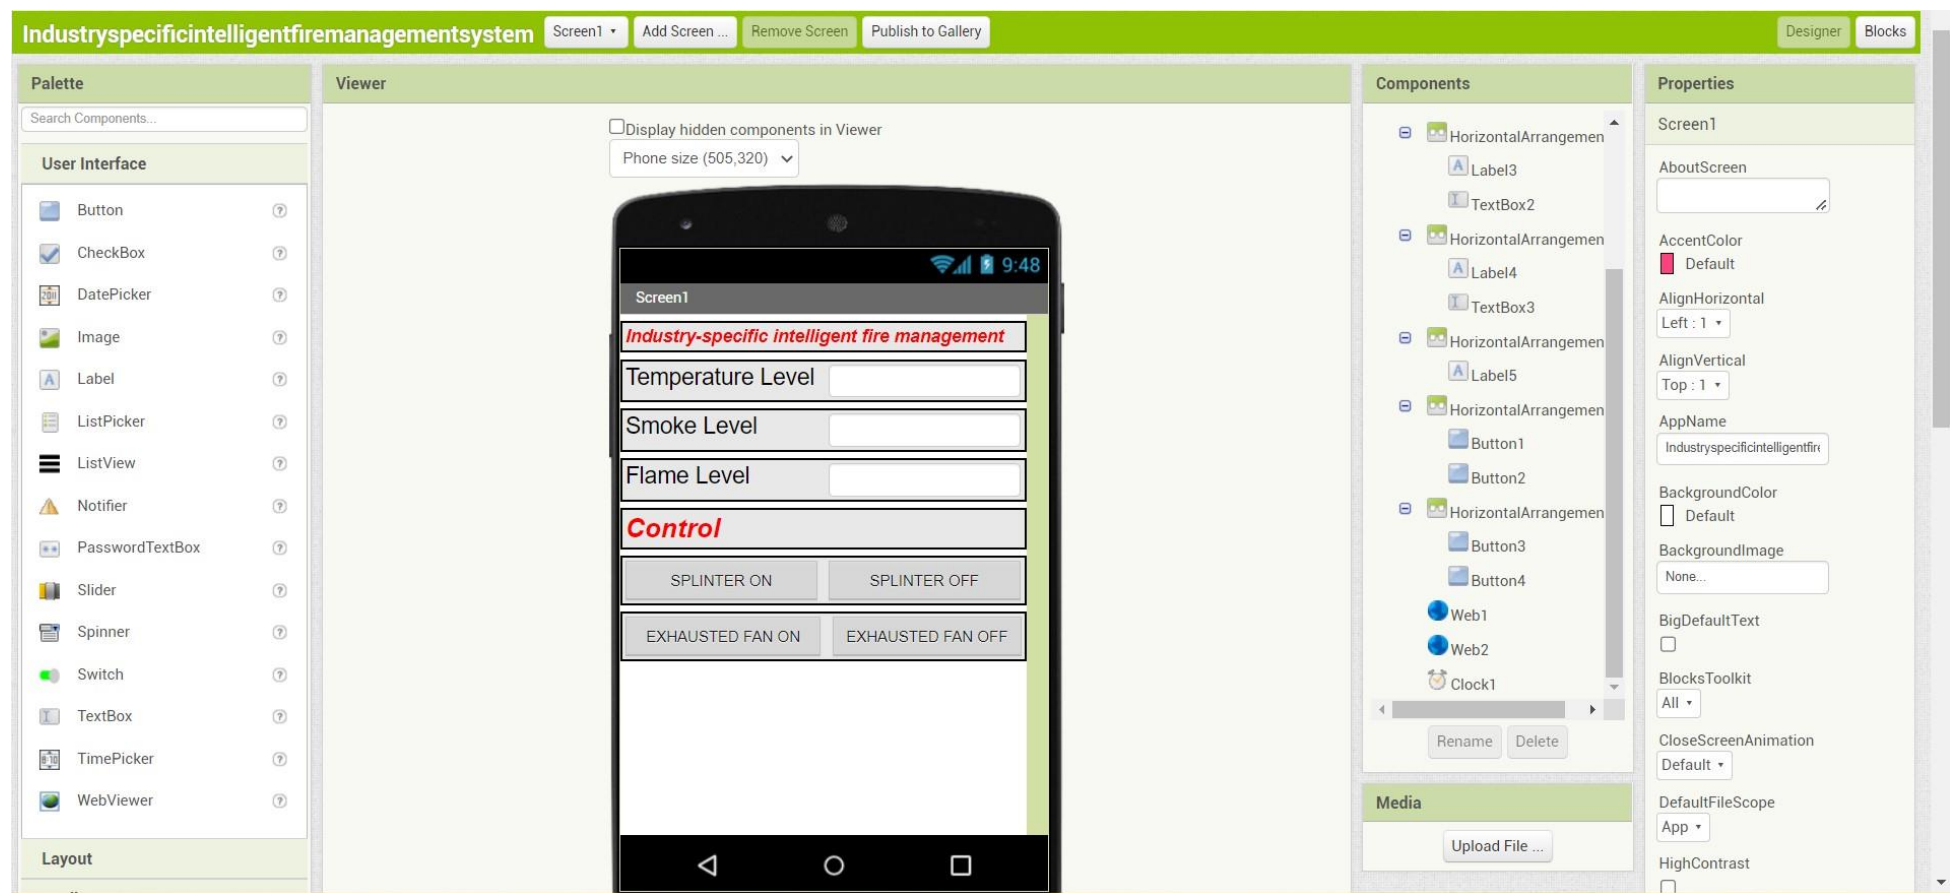 Industryspecificintelligentfiremanagementsystem Screen1 Add Screen ... Remove Screen Publish to Gallery Designer Blocks
Palette
Search Components...
User Interface
Button
CheckBox
DatePicker
Image
Label
ListPicker
ListView
Notifier
PasswordTextBox
Slider
Spinner
Switch
TextBox
TimePicker
WebViewer
Layout
Viewer
Display hidden components in Viewer
Phone size (505,320)
9:48
Screen1
Industry-specific intelligent fire management
Temperature Level
Smoke Level
Flame Level
Control
SPLINTER ON SPLINTER OFF
EXHAUSTED FAN ON EXHAUSTED FAN OFF
Components
HorizontalArrangemen
Label3
TextBox2
HorizontalArrangemen
Label4
TextBox3
HorizontalArrangemen
Label5
HorizontalArrangemen
Button1
Button2
HorizontalArrangemen
Button3
Button4
Web1
Web2
Clock1
Rename Delete
Media
Upload File ...
Properties
Screen1
AboutScreen
AccentColor
Default
AlignHorizontal
Left : 1
AlignVertical
Top : 1
AppName
Industryspecificintelligentfire
BackgroundColor
Default
BackgroundImage
None...
BigDefaultText
BlocksToolkit
All
CloseScreenAnimation
Default
DefaultFileScope
App
HighContrast